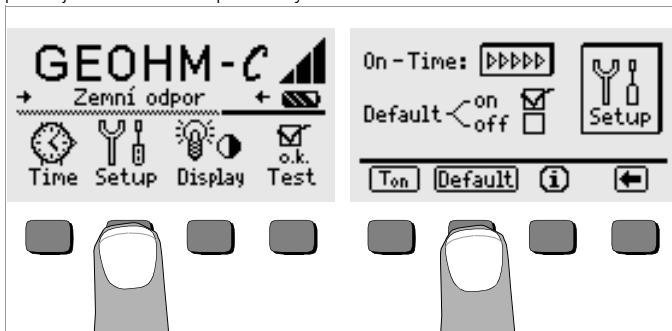 GEOHM-C
→ Zemní odpor ←
Time Setup Display o.k. Test
On-Time: ▷▷▷▷▷
Default on
off
Setup
Ton Default i ←